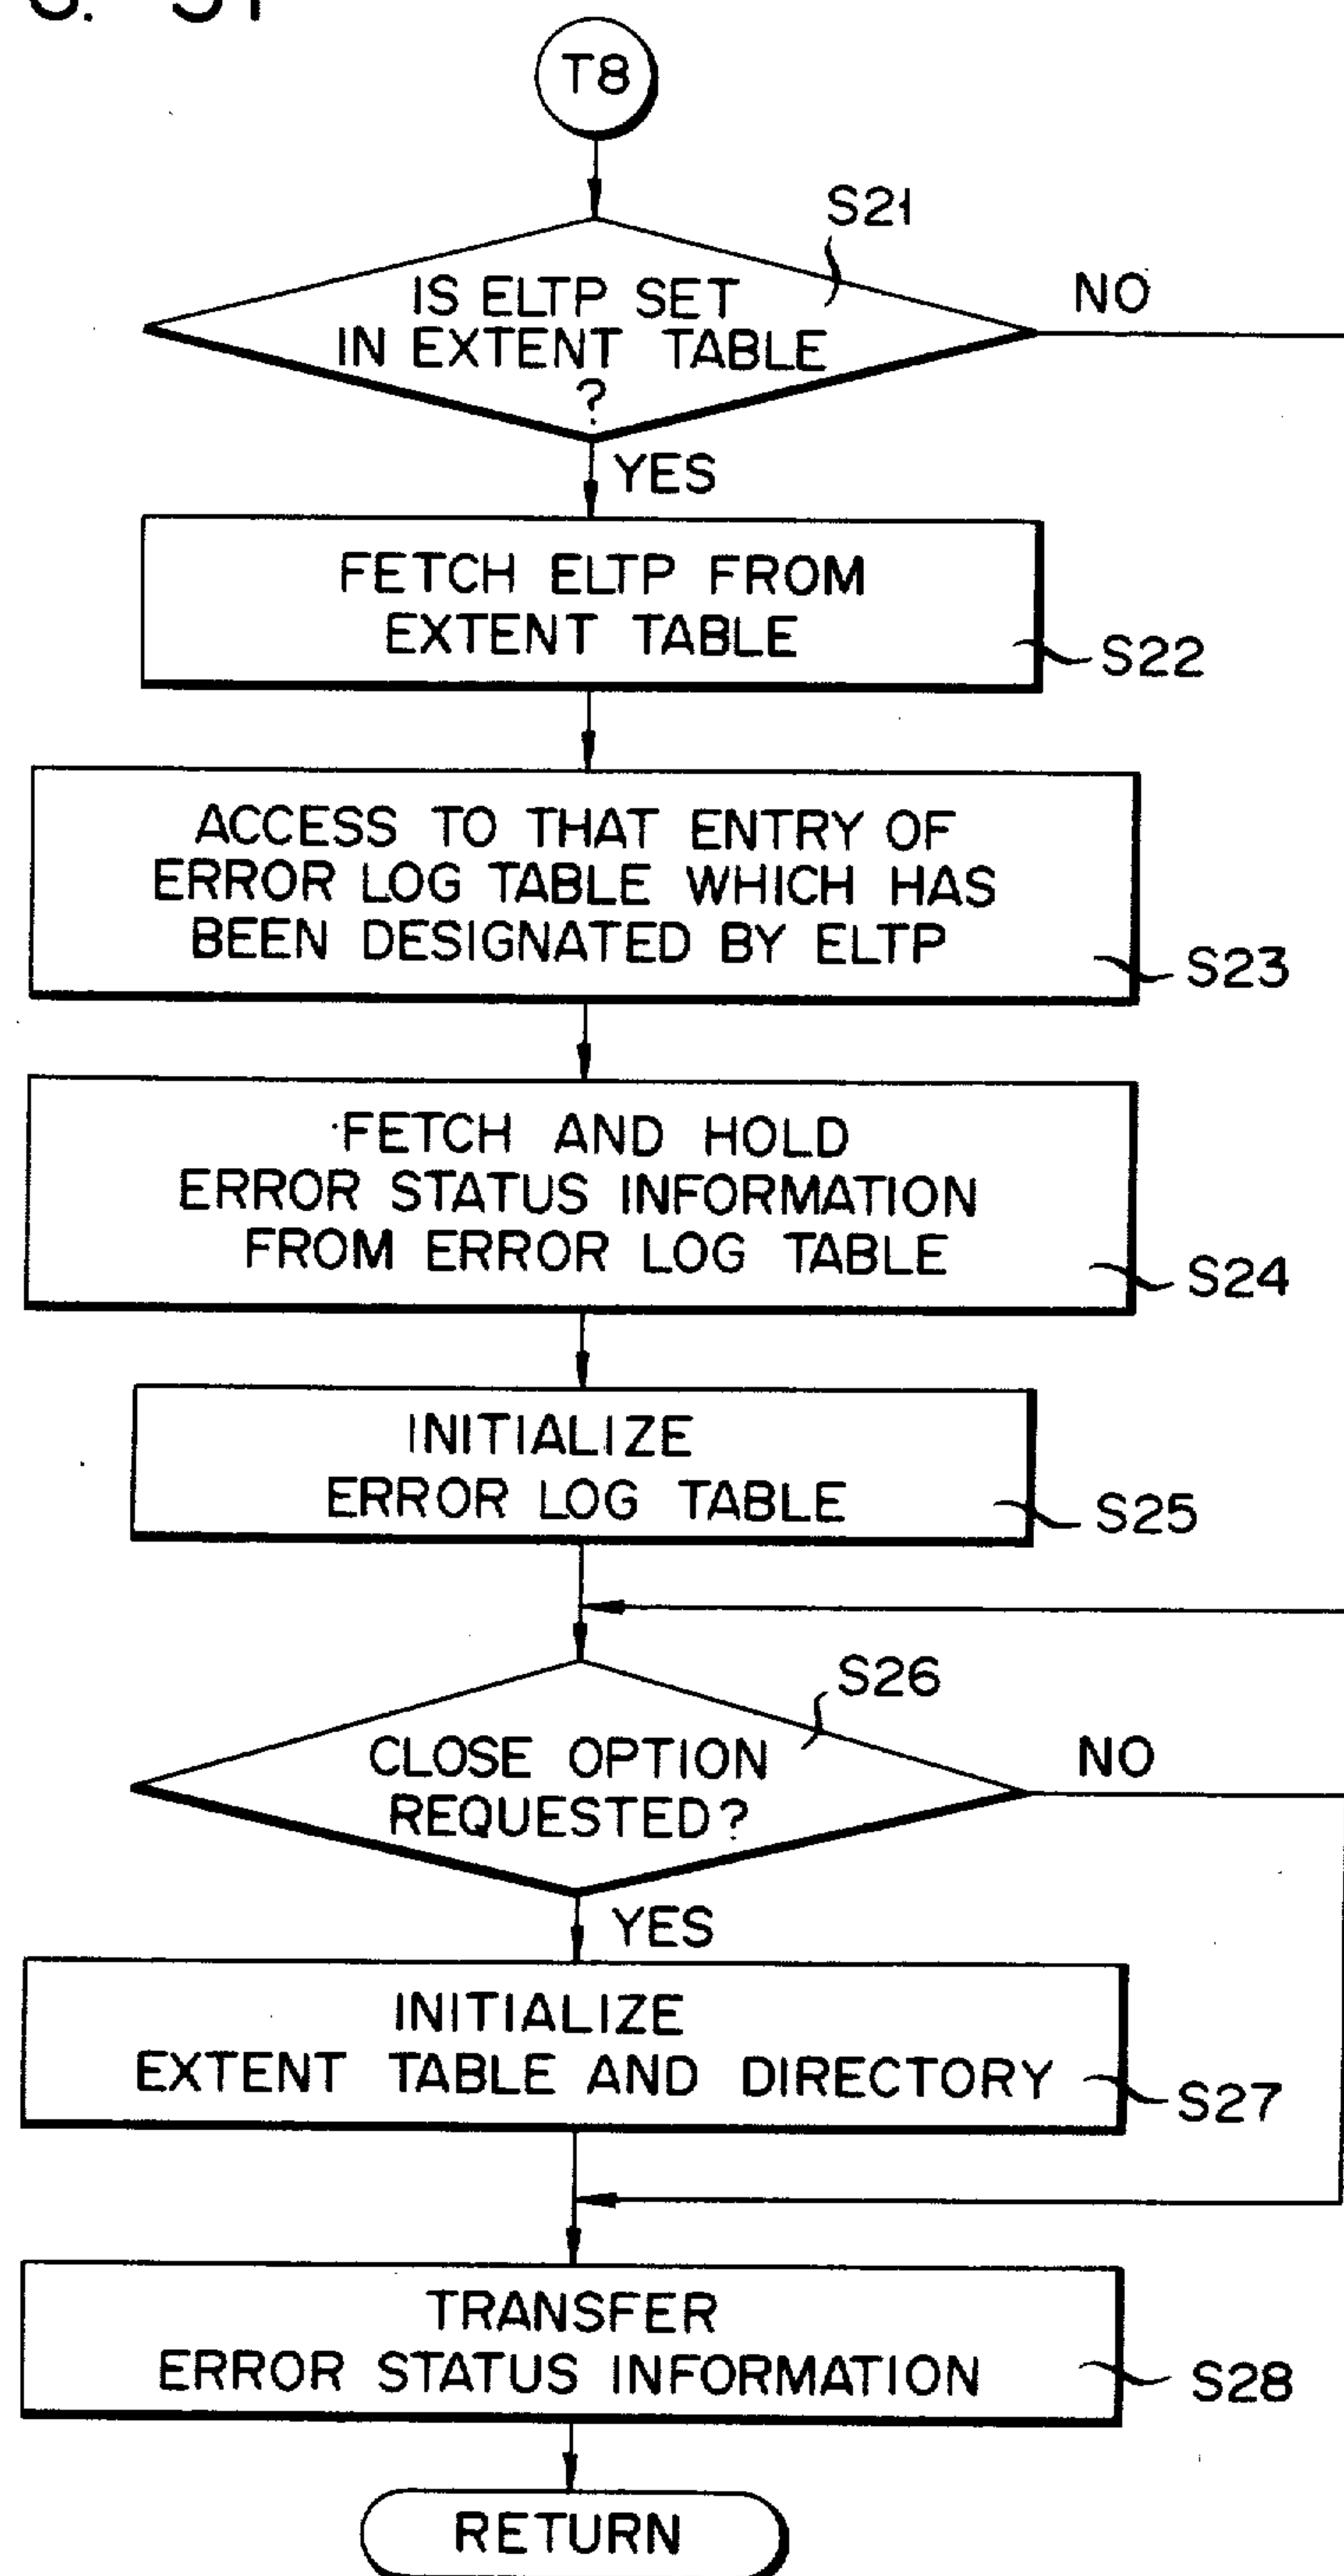 T8
S21
IS ELTP SET
IN EXTENT TABLE
?
NO
YES
FETCH ELTP FROM
EXTENT TABLE
S22
ACCESS TO THAT ENTRY OF
ERROR LOG TABLE WHICH HAS
BEEN DESIGNATED BY ELTP
S23
FETCH AND HOLD
ERROR STATUS INFORMATION
FROM ERROR LOG TABLE
S24
INITIALIZE
ERROR LOG TABLE
S25
S26
CLOSE OPTION
REQUESTED?
NO
YES
INITIALIZE
EXTENT TABLE AND DIRECTORY
S27
TRANSFER
ERROR STATUS INFORMATION
S28
RETURN